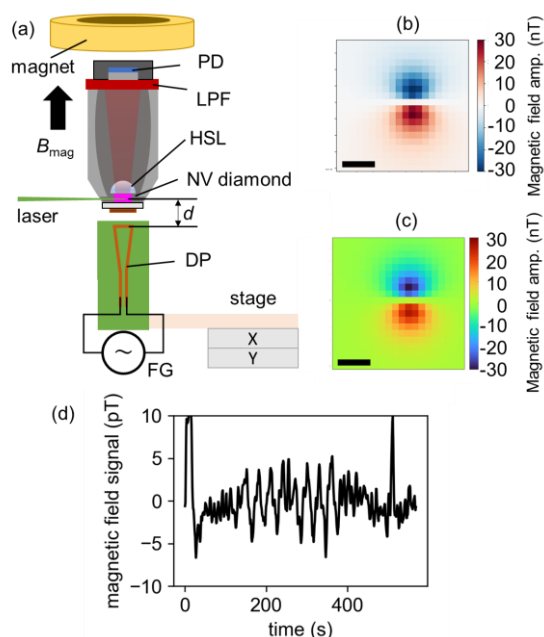 (a)
magnet
PD
LPF
B mag
HSL
NV diamond
laser
d
DP
stage
X
Y
FG
~
(b)
30
20
10
0
-10
-20
-30
Magnetic field amp. (nT)
(c)
30
20
10
0
-10
-20
-30
Magnetic field amp. (nT)
(d)
magnetic field signal (pT)
10
5
0
−5
−10
0
200
400
time (s)